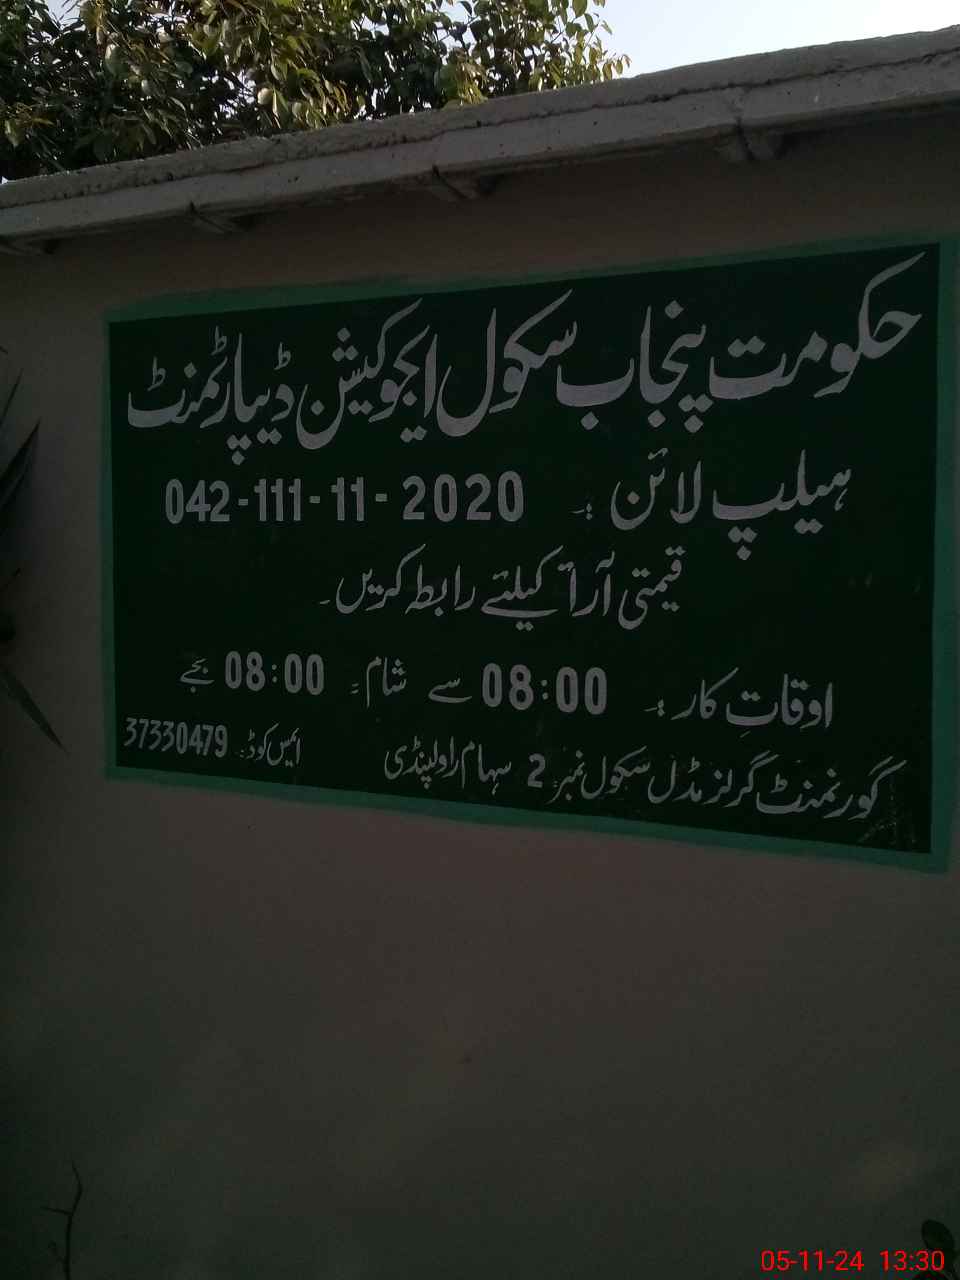 حکومت پنجاب سکول ایجوکیشن ڈیپارٹمنٹ
ہیلپ لائن :۔ 042-111-11-2020
قیمتی آرأ کیلئے رابطہ کریں۔
اوقاتِ کار :۔ 08:00 سے شام :۔ 08:00 بجے
گورنمنٹ گرلز مڈل سکول نمبر 2 سہام راولپنڈی ایمس کوڈ :۔ 37330479
05-11-24 13:30